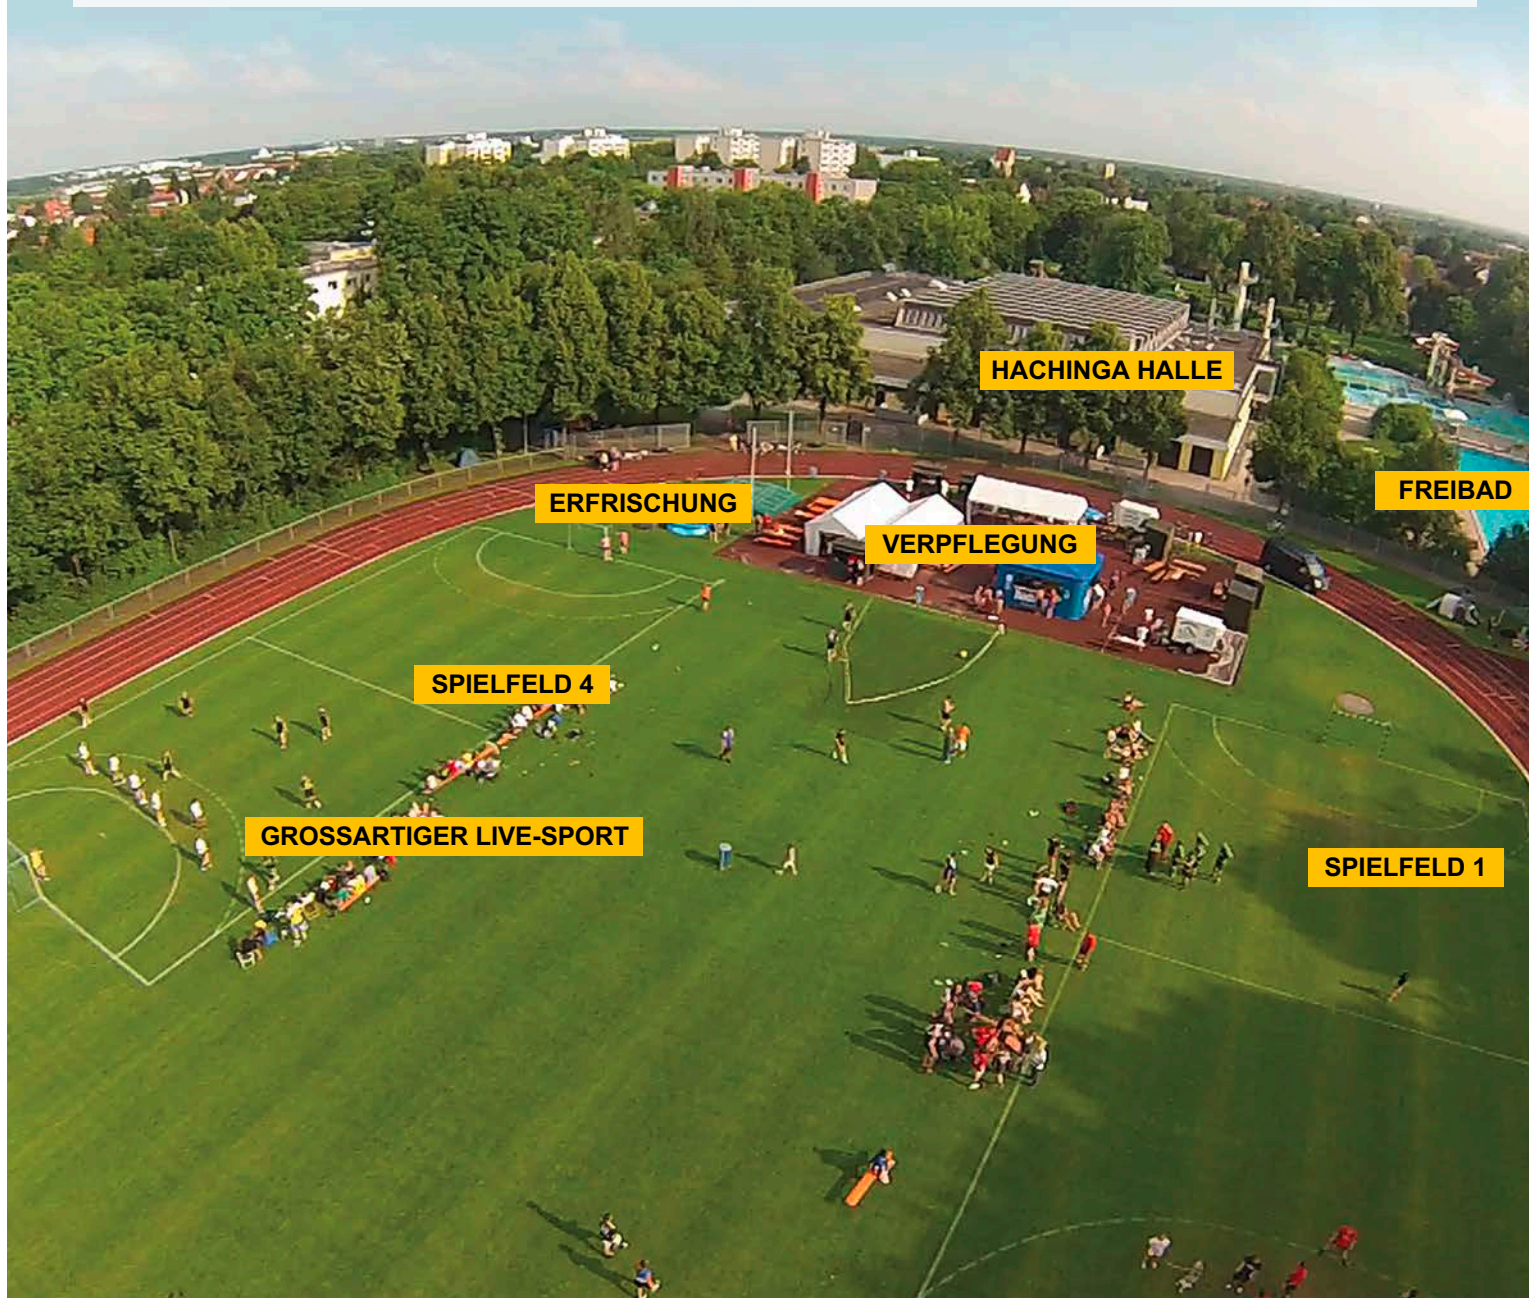 HACHINGA HALLE
FREIBAD
ERFRISCHUNG
VERPFLEGUNG
SPIELFELD 4
GROSSARTIGER LIVE-SPORT
SPIELFELD 1